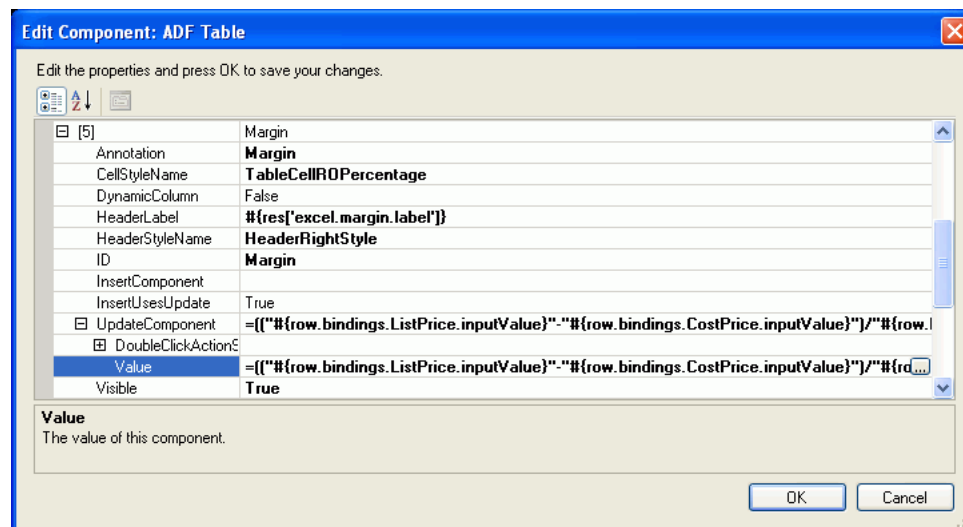 Edit Component: ADF Table
Edit the properties and press OK to save your changes.
[5] Margin
Annotation Margin
CellStyleName TableCellROPercentage
DynamicColumn False
HeaderLabel #{res['excel.margin.label']}
HeaderStyleName HeaderRightStyle
ID Margin
InsertComponent
InsertUsesUpdate True
UpdateComponent =(("#{row.bindings.ListPrice.inputValue}"-"#{row.bindings.CostPrice.inputValue}")/"#{row.
DoubleClickActionS
Value =(("#{row.bindings.ListPrice.inputValue}"-"#{row.bindings.CostPrice.inputValue}")/"#{ro...
Visible True
Value
The value of this component.
OK Cancel